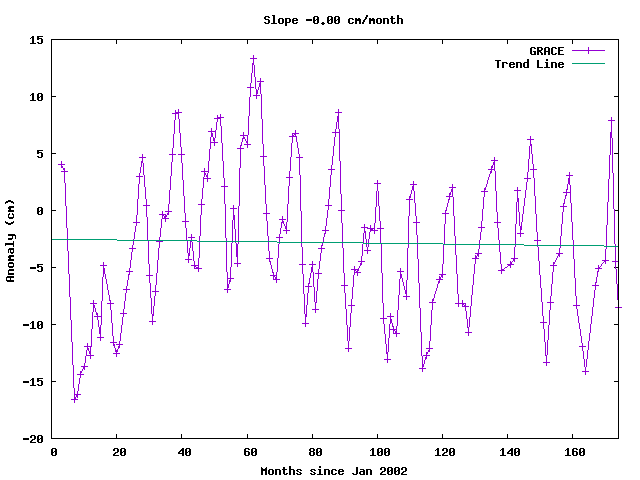 Slope -0.00 cm/month
GRACE
Trend Line
15
10
5
0
-5
-10
-15
-20
Anomaly (cm)
0 20 40 60 80 100 120 140 160
Months since Jan 2002